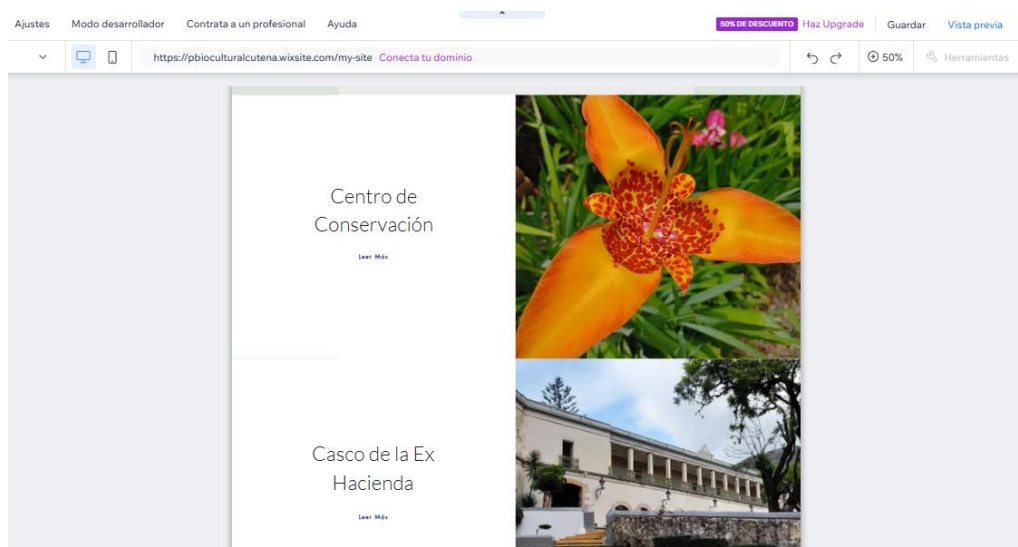 Ajustes Modo desarrollador Contrata a un profesional Ayuda 50% DE DESCUENTO Haz Upgrade Guardar Vista previa
https://pbioculturalcutena.wixsite.com/my-site Conecta tu dominio 50% Herramientas
Centro de
Conservación
Leer Más
Casco de la Ex
Hacienda
Leer Más